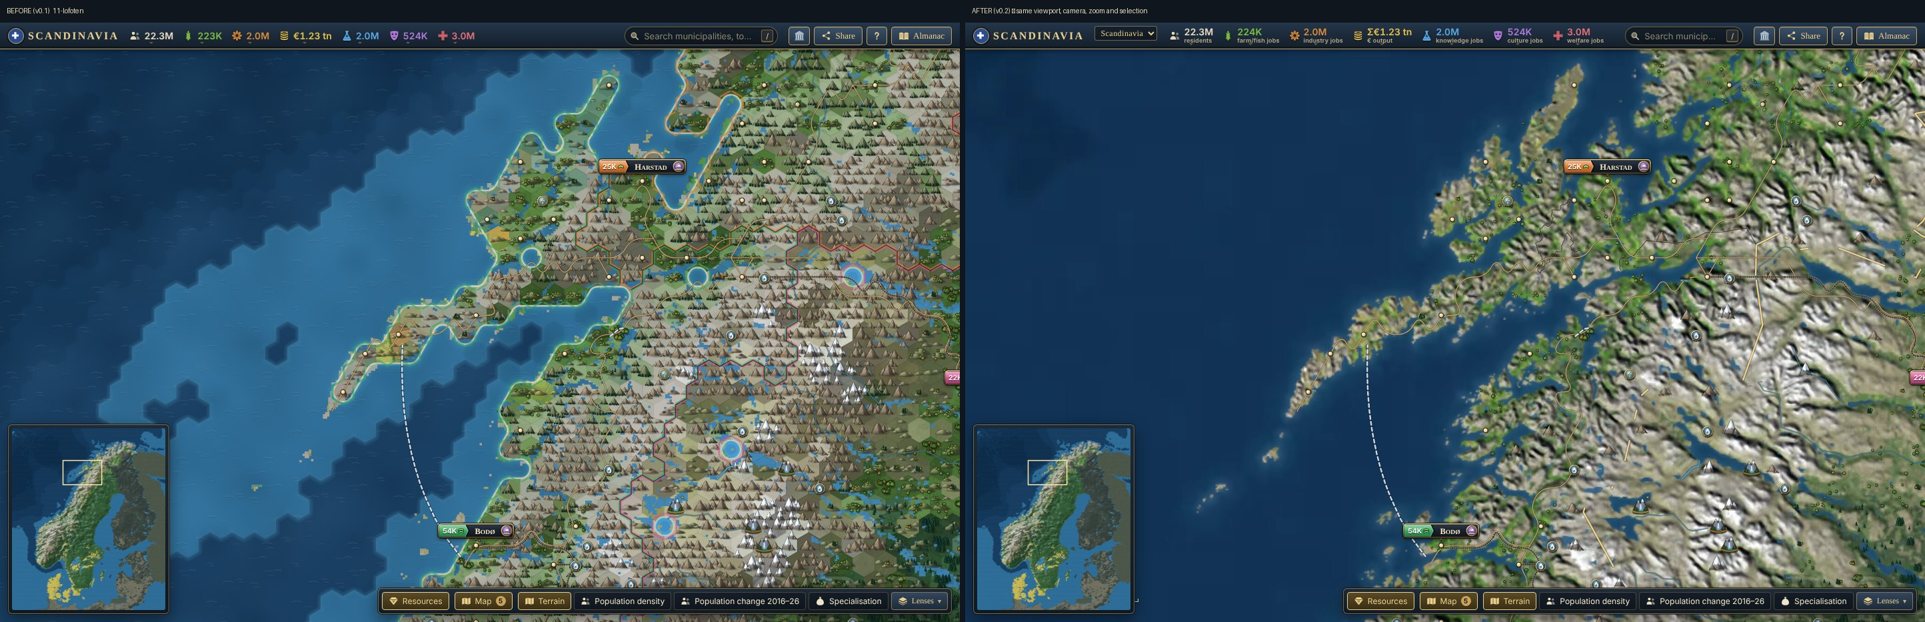 BEFORE (v0.1) 11-lofoten
SCANDINAVIA 22.3M 223K 2.0M €1.23 tn 2.0M 524K 3.0M Search municipalities, to... / Share ? Almanac
25K HARSTAD
22K
54K BODØ
Resources Map 5 Terrain Population density Population change 2016–26 Specialisation Lenses
AFTER (v0.2) same viewport, camera, zoom and selection
SCANDINAVIA Scandinavia 22.3M 224K 2.0M Σ€1.23 tn 2.0M 524K 3.0M Search municip... / Share ? Almanac
residents farm/fish jobs industry jobs € output knowledge jobs culture jobs welfare jobs
25K HARSTAD
22
54K BODØ
Resources Map 5 Terrain Population density Population change 2016–26 Specialisation Lenses